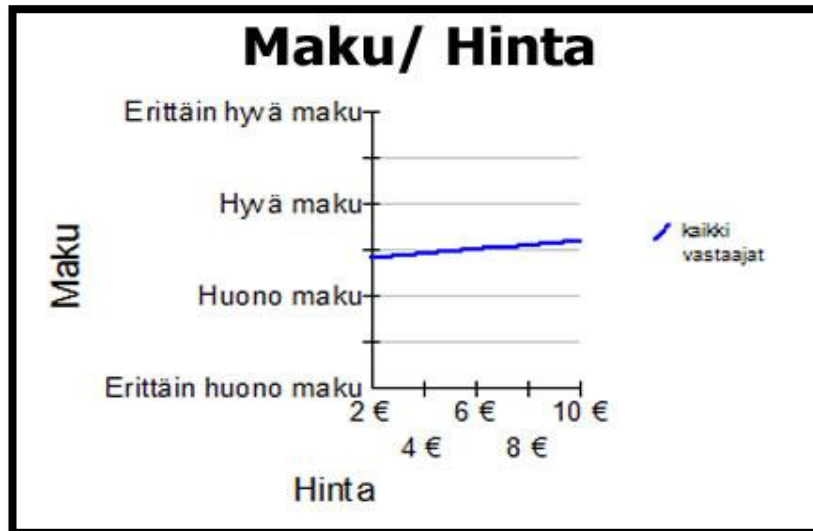 Maku/ Hinta
Erittäin hyvä maku
Hyvä maku
Huono maku
Erittäin huono maku
Maku
kaikki
vastaajat
2 €
6 €
10 €
4 €
8 €
Hinta